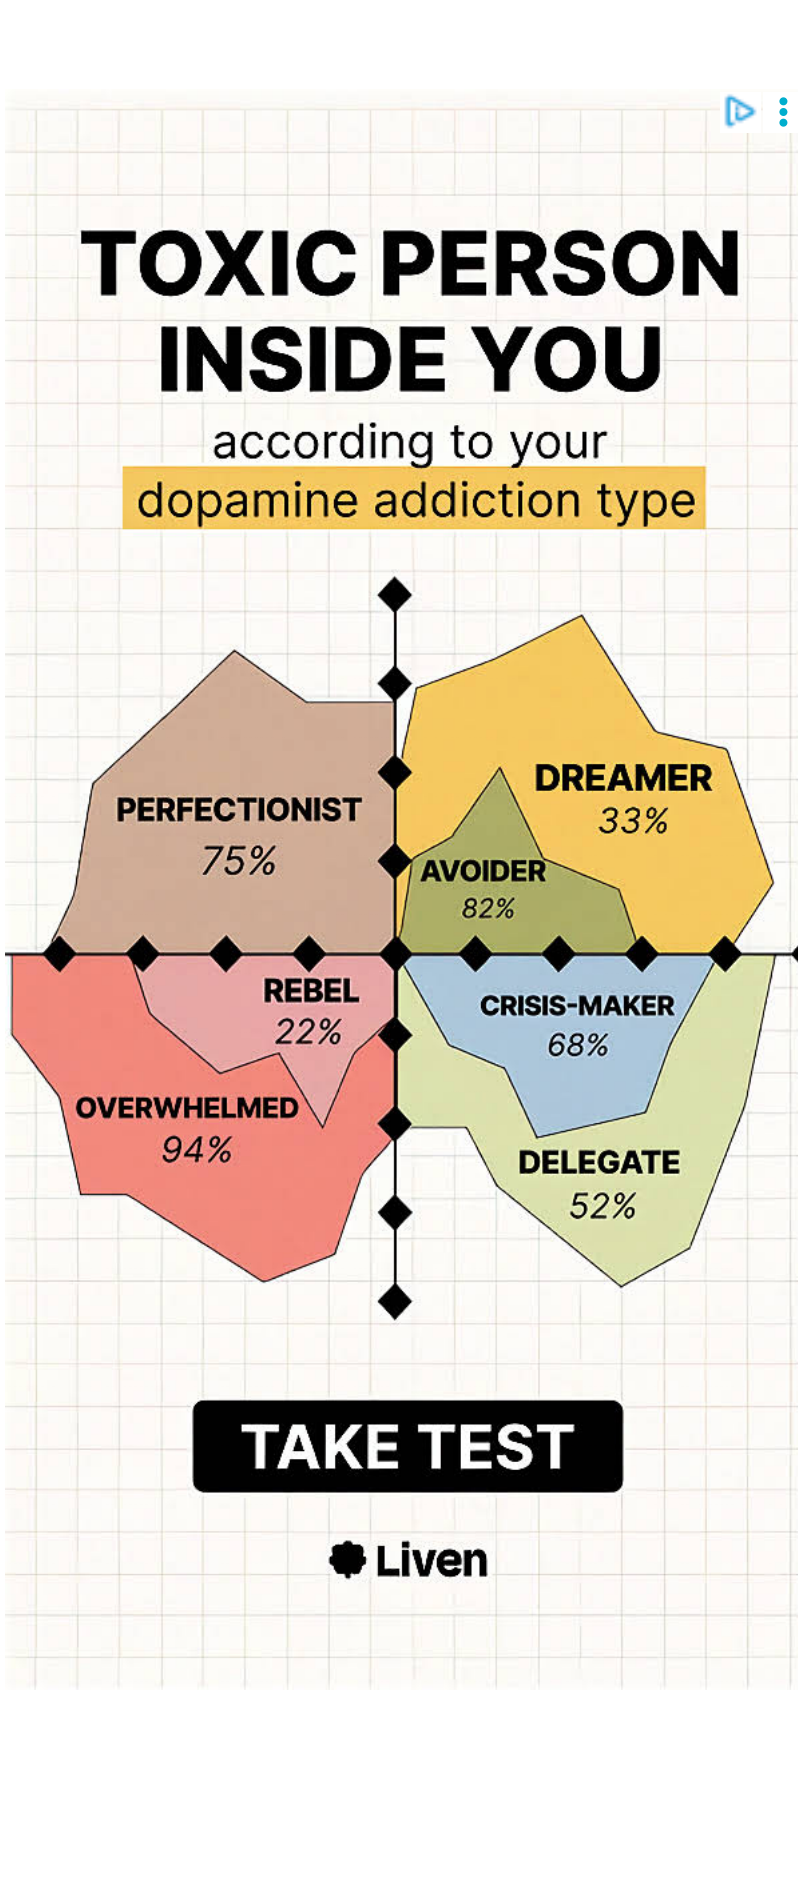 TOXIC PERSON
INSIDE YOU
according to your
dopamine addiction type
DREAMER
33%
PERFECTIONIST
75%
AVOIDER
82%
REBEL
22%
CRISIS-MAKER
68%
OVERWHELMED
94%
DELEGATE
52%
TAKE TEST
Liven